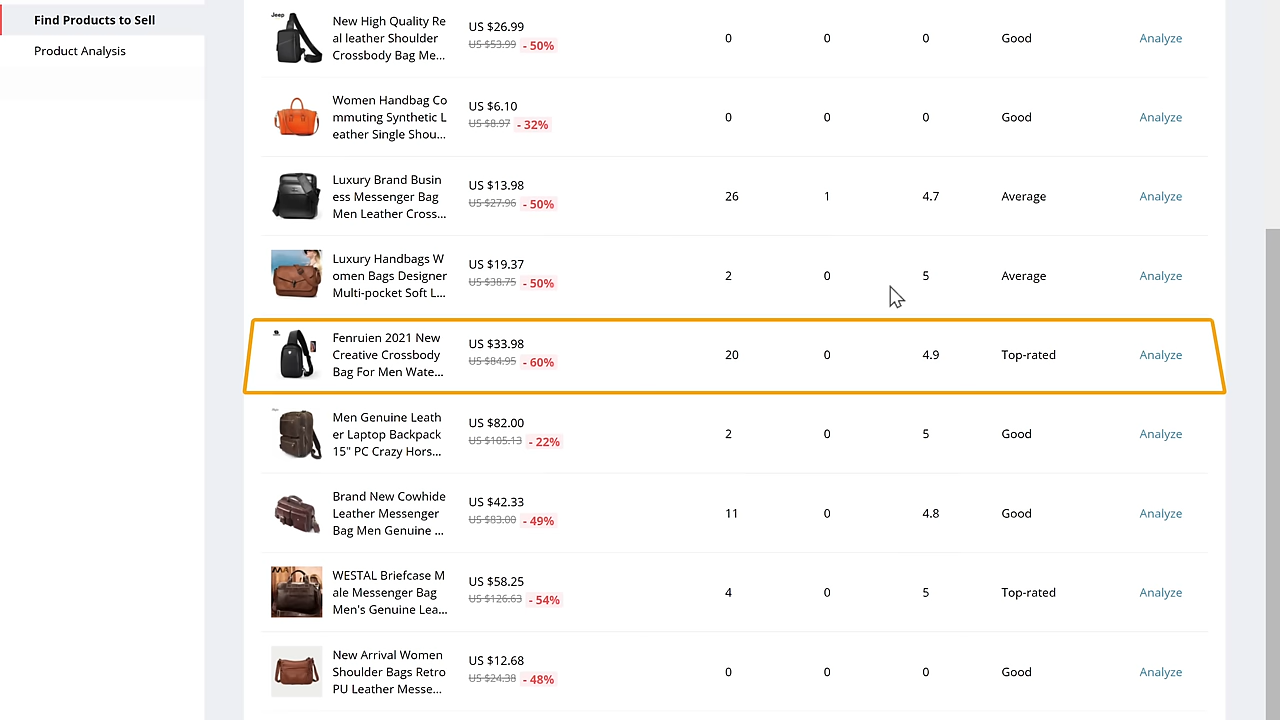 Find Products to Sell
Product Analysis
Jeep
New High Quality Re
al leather Shoulder
Crossbody Bag Me...
US $26.99
US $53.99 - 50%
0
0
0
Good
Analyze
Women Handbag Co
mmuting Synthetic L
eather Single Shou...
US $6.10
US $8.97 - 32%
0
0
0
Good
Analyze
Luxury Brand Busin
ess Messenger Bag
Men Leather Cross...
US $13.98
US $27.96 - 50%
26
1
4.7
Average
Analyze
Luxury Handbags W
omen Bags Designer
Multi-pocket Soft L...
US $19.37
US $38.75 - 50%
2
0
5
Average
Analyze
Fenruien 2021 New
Creative Crossbody
Bag For Men Wate...
US $33.98
US $84.95 - 60%
20
0
4.9
Top-rated
Analyze
Men Genuine Leath
er Laptop Backpack
15" PC Crazy Hors...
US $82.00
US $105.13 - 22%
2
0
5
Good
Analyze
Brand New Cowhide
Leather Messenger
Bag Men Genuine ...
US $42.33
US $83.00 - 49%
11
0
4.8
Good
Analyze
WESTAL Briefcase M
ale Messenger Bag
Men's Genuine Lea...
US $58.25
US $126.63 - 54%
4
0
5
Top-rated
Analyze
New Arrival Women
Shoulder Bags Retro
PU Leather Messe...
US $12.68
US $24.38 - 48%
0
0
0
Good
Analyze